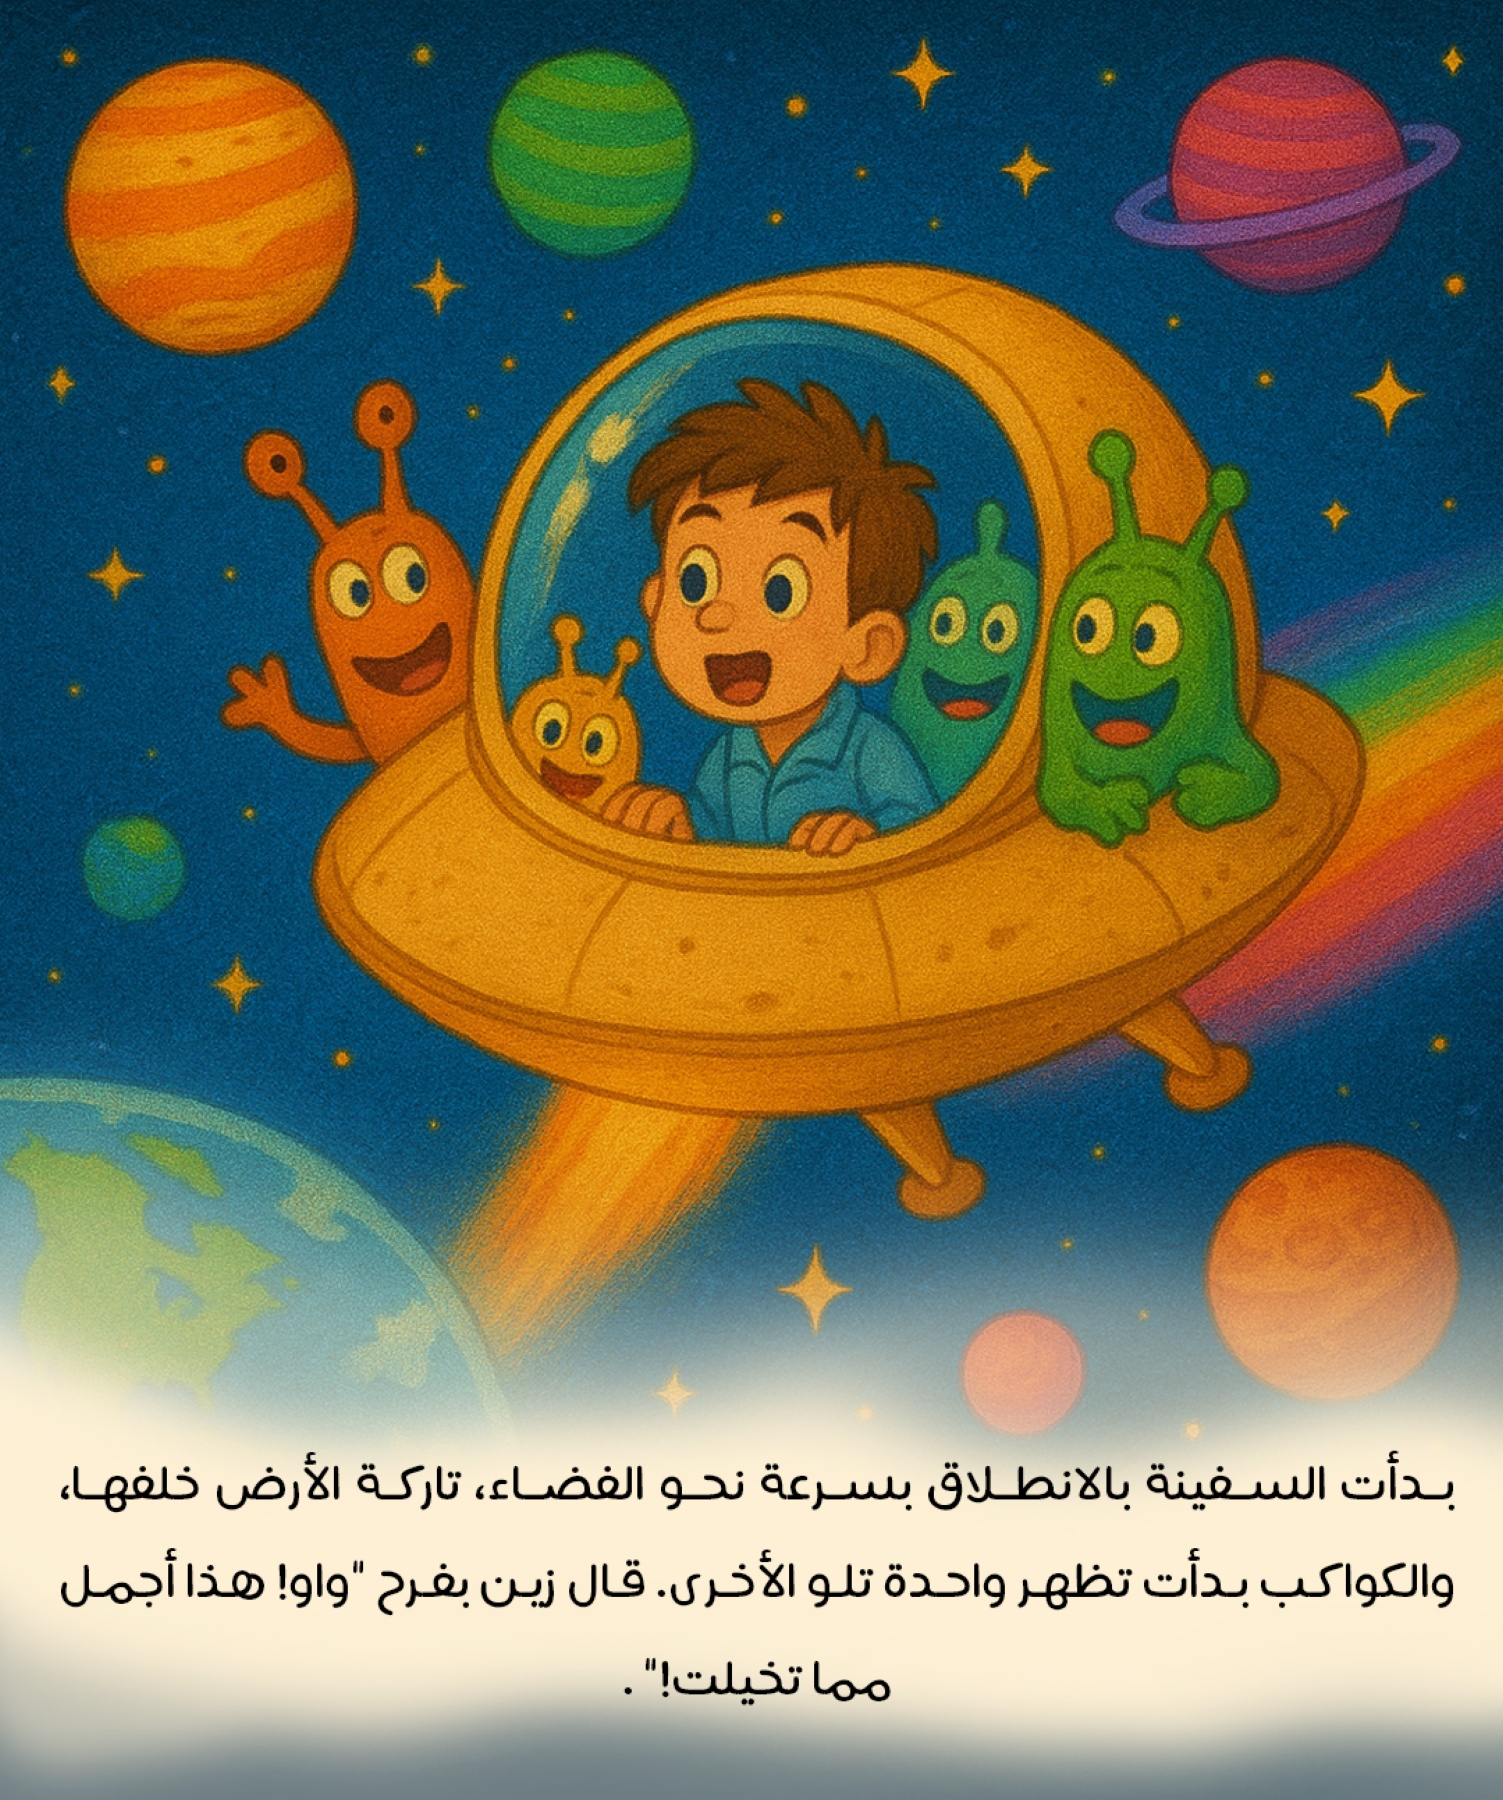 بدأت السفينة بالانطلاق بسرعة نحو الفضاء، تاركة الأرض خلفها،
والكواكب بدأت تظهر واحدة تلو الأخرى. قال زين بفرح "واو! هذا أجمل
مما تخيلت!" .